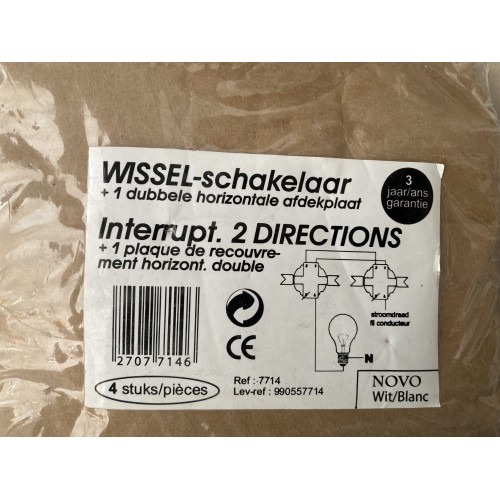 WISSEL-schakelaar
+ 1 dubbele horizontale afdekplaat
3
jaar/ans
garantie
Interrupt. 2 DIRECTIONS
+ 1 plaque de recouvre-
ment horizont. double
stroomdraad
fil conducteur
N
CE
2707 7146
4 stuks/pièces
Ref : 7714
Lev-ref : 990557714
NOVO
Wit/Blanc